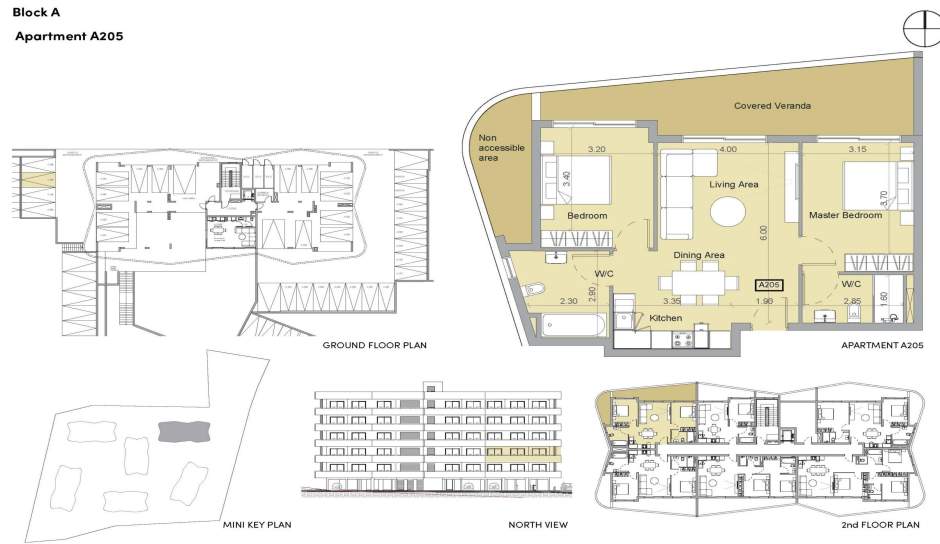 Block A
Apartment A205
Covered Veranda
Non
accessible
area
3.20
4.00
3.15
3.40
Living Area
3.70
Bedroom
Master Bedroom
6.00
Dining Area
W/C
A205
W/C
2.90
2.30
3.35
1.90
2.85
1.60
Kitchen
GROUND FLOOR PLAN
APARTMENT A205
MINI KEY PLAN
NORTH VIEW
2nd FLOOR PLAN